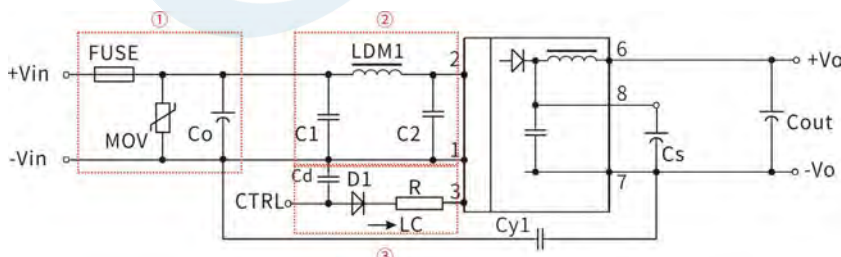 ① ②
FUSE LDM1 6
+Vin 2 +Vo
8
MOV Co C1 C2 Cs Cout
-Vin 1 7 -Vo
Cd D1 R 3
CTRL
LC Cy1
③